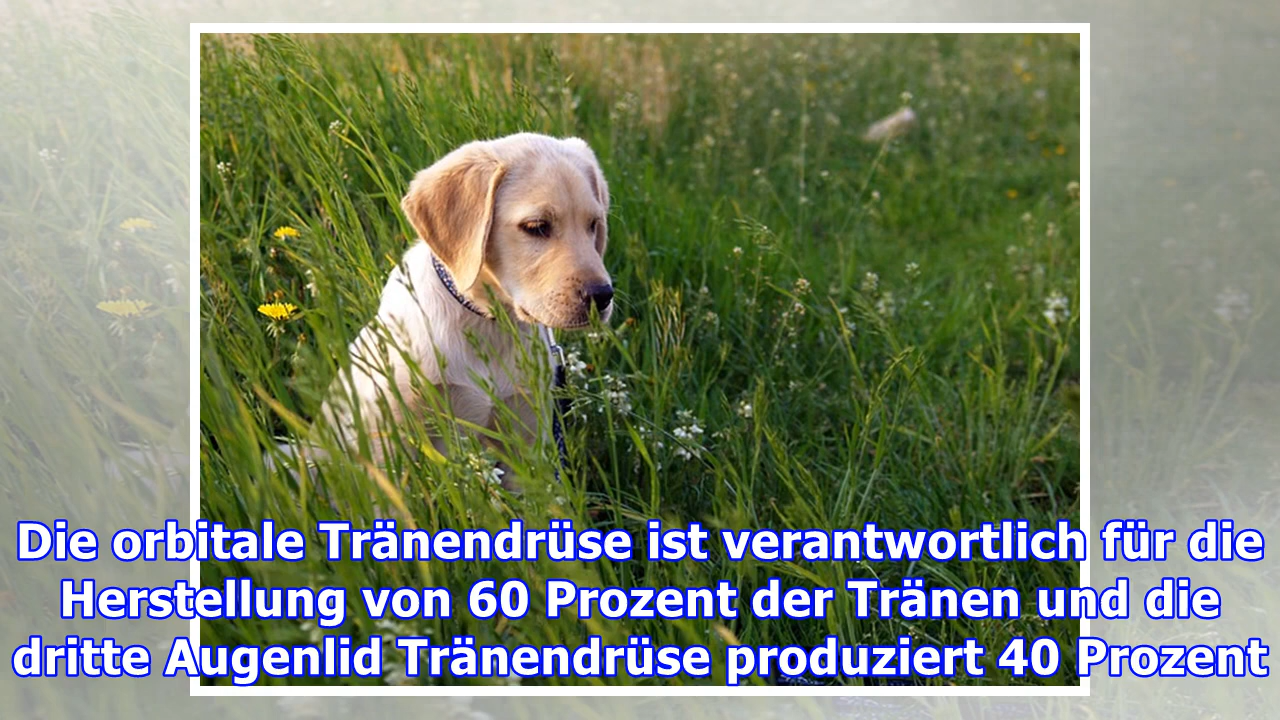 Die orbitale Tränendrüse ist verantwortlich für die
Herstellung von 60 Prozent der Tränen und die
dritte Augenlid Tränendrüse produziert 40 Prozent